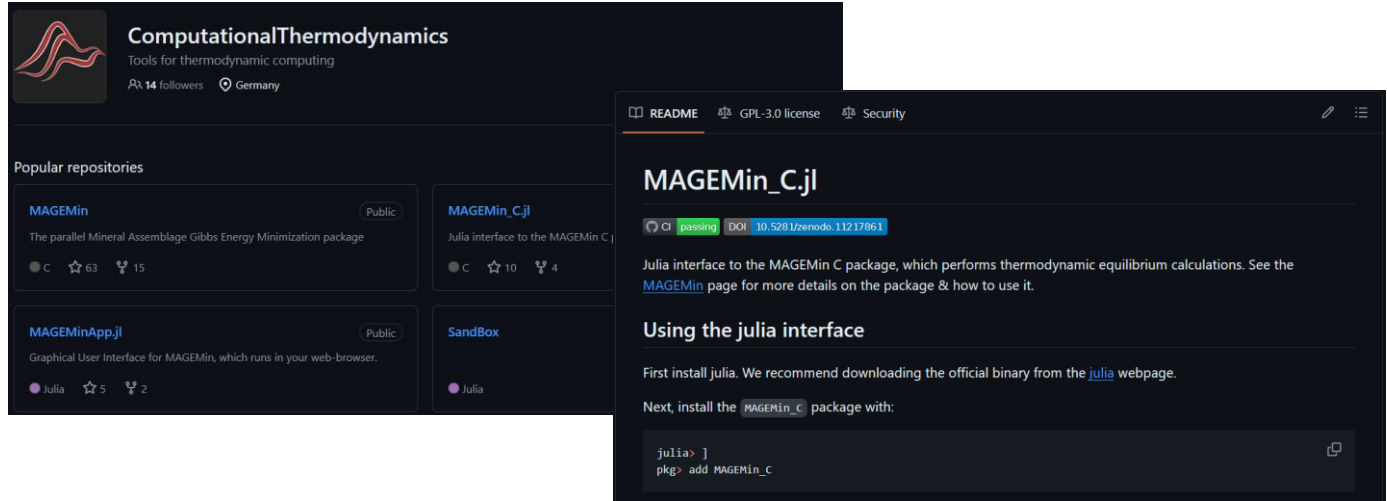 ComputationalThermodynamics
Tools for thermodynamic computing
14 followers Germany
Popular repositories
MAGEMin Public
The parallel Mineral Assemblage Gibbs Energy Minimization package
C 63 15
MAGEMin_C.jl
Julia interface to the MAGEMin C
C 10 4
MAGEMinApp.jl Public
Graphical User Interface for MAGEMin, which runs in your web-browser.
Julia 5 2
SandBox
Julia
README GPL-3.0 license Security
MAGEMin_C.jl
CI passing DOI 10.5281/zenodo.11217861
Julia interface to the MAGEMin C package, which performs thermodynamic equilibrium calculations. See the
MAGEMin page for more details on the package & how to use it.
Using the julia interface
First install julia. We recommend downloading the official binary from the julia webpage.
Next, install the MAGEMin_C package with:
julia> ]
pkg> add MAGEMin_C